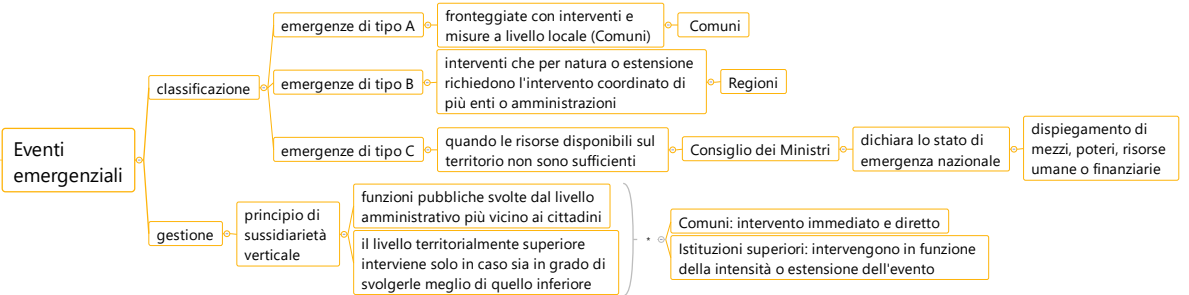 Eventi
emergenziali
classificazione
emergenze di tipo A
fronteggiate con interventi e
misure a livello locale (Comuni)
Comuni
emergenze di tipo B
interventi che per natura o estensione
richiedono l'intervento coordinato di
più enti o amministrazioni
Regioni
emergenze di tipo C
quando le risorse disponibili sul
territorio non sono sufficienti
Consiglio dei Ministri
dichiara lo stato di
emergenza nazionale
dispiegamento di
mezzi, poteri, risorse
umane o finanziarie
gestione
principio di
sussidiarietà
verticale
funzioni pubbliche svolte dal livello
amministrativo più vicino ai cittadini
il livello territorialmente superiore
interviene solo in caso sia in grado di
svolgerle meglio di quello inferiore
*
Comuni: intervento immediato e diretto
Istituzioni superiori: intervengono in funzione
della intensità o estensione dell'evento